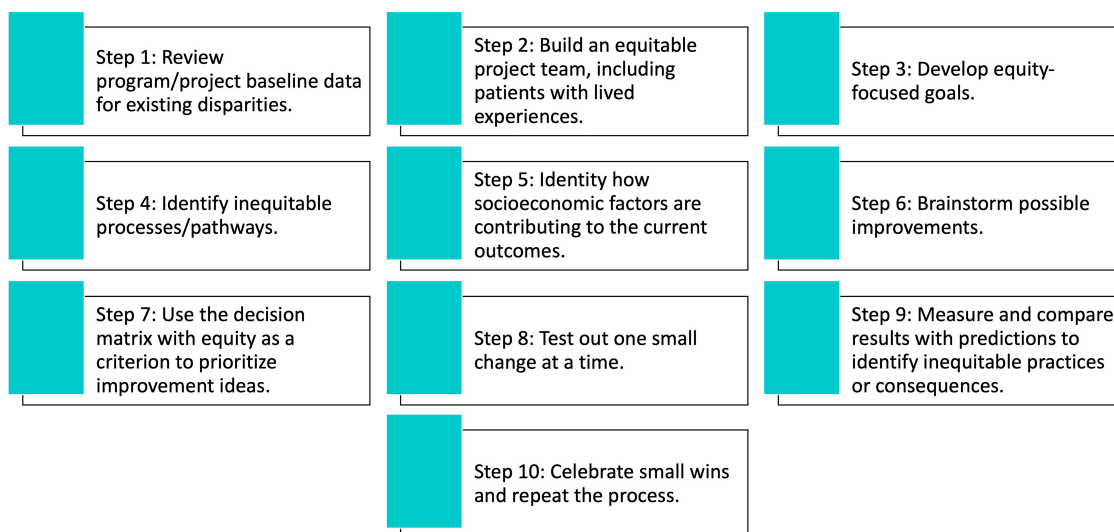 Step 1: Review
program/project baseline data
for existing disparities.
Step 2: Build an equitable
project team, including
patients with lived
experiences.
Step 3: Develop equity-
focused goals.
Step 4: Identify inequitable
processes/pathways.
Step 5: Identity how
socioeconomic factors are
contributing to the current
outcomes.
Step 6: Brainstorm possible
improvements.
Step 7: Use the decision
matrix with equity as a
criterion to prioritize
improvement ideas.
Step 8: Test out one small
change at a time.
Step 9: Measure and compare
results with predictions to
identify inequitable practices
or consequences.
Step 10: Celebrate small wins
and repeat the process.